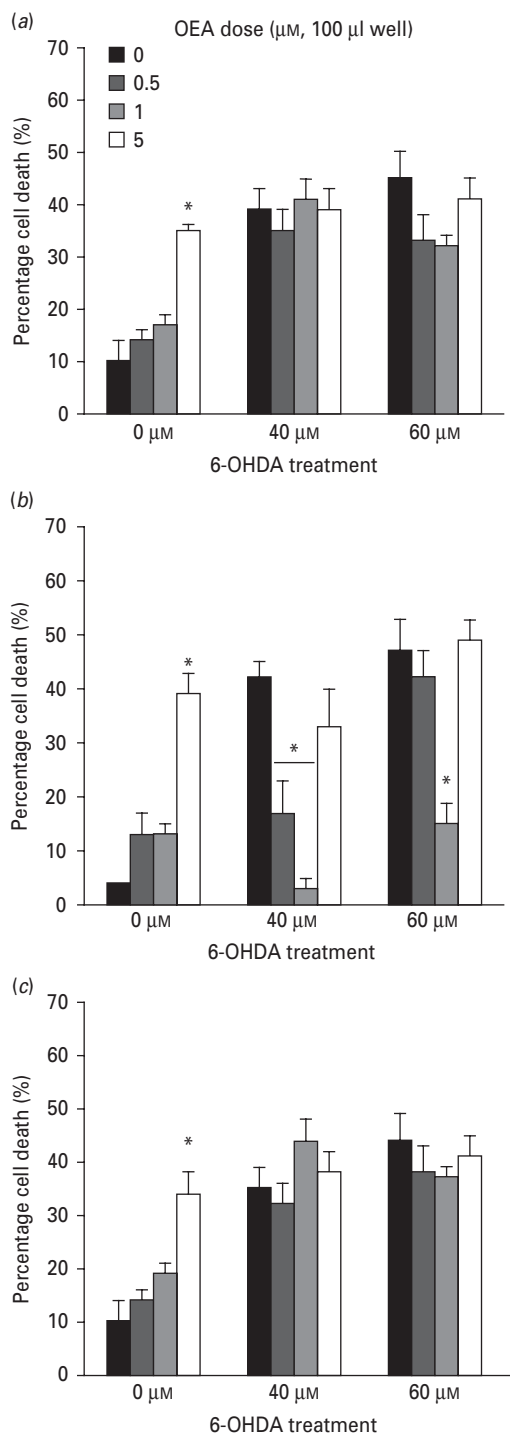 (a)
OEA dose (μM, 100 μl well)
0
0.5
1
5
70
60
50
40
30
20
10
0
Percentage cell death (%)
*
0 μM 40 μM 60 μM
6-OHDA treatment
(b)
70
60
50
40
30
20
10
0
Percentage cell death (%)
*
*
*
0 μM 40 μM 60 μM
6-OHDA treatment
(c)
70
60
50
40
30
20
10
0
Percentage cell death (%)
*
0 μM 40 μM 60 μM
6-OHDA treatment